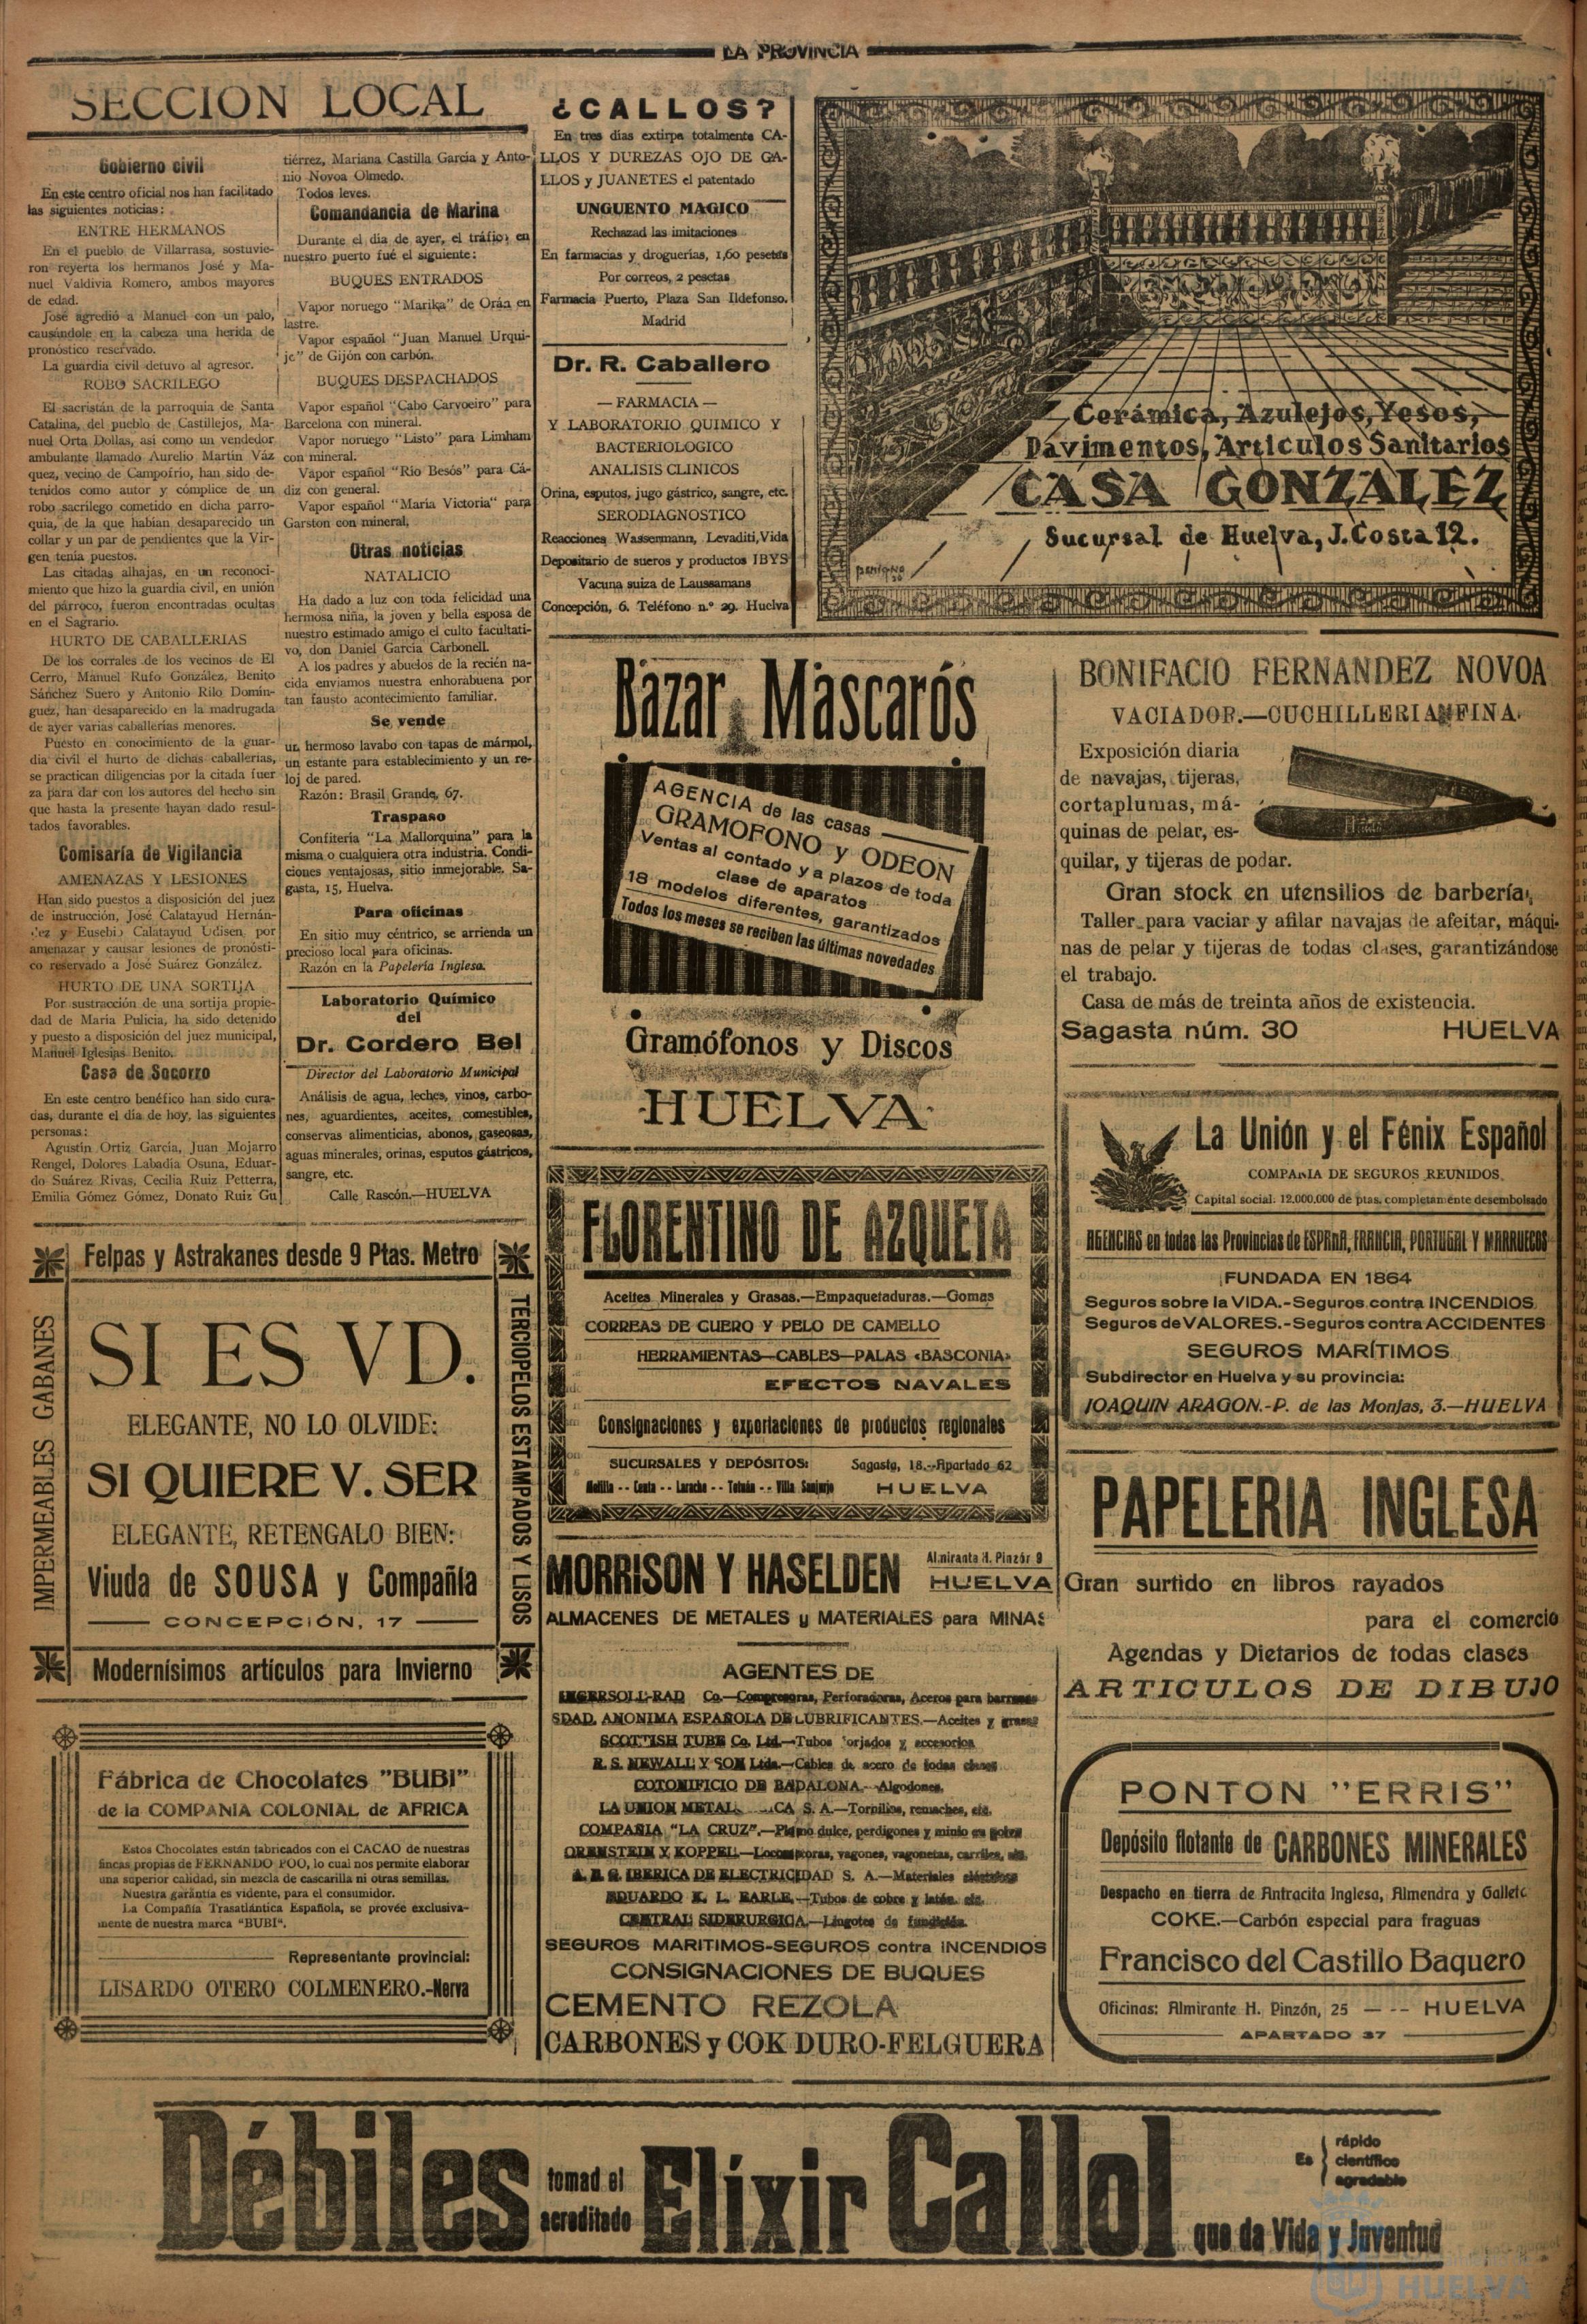 LA PROVINCIA
SECCION LOCAL
Gobierno civil
En este centro oficial nos han facilitado
las siguientes noticias:
ENTRE HERMANOS
En el pueblo de Villarrasa, sostuvie-
ron reyerta los hermanos José y Ma-
nuel Valdivia Romero, ambos mayores
de edad.
José agredió a Manuel con un palo,
causándole en la cabeza una herida de
pronóstico reservado.
La guardia civil detuvo al agresor.
ROBO SACRILEGO
El sacristán de la parroquia de Santa
Catalina, del pueblo de Castillejos, Ma-
nuel Orta Dollas, asi como un vendedor
ambulante llamado Aurelio Martín Váz
quez, vecino de Campofrio, han sido de-
tenidos como autor y cómplice de un
robo sacrílego cometido en dicha parro-
quia, de la que habían desaparecido un
collar y un par de pendientes que la Vir-
gen tenía puestos.
Las citadas alhajas, en un reconoci-
miento que hizo la guardia civil, en unión
del párroco, fueron encontradas ocultas
en el Sagrario.
HURTO DE CABALLERIAS
De los corrales de los vecinos de El
Cerro, Manuel Rufo González, Benito
Sánchez Suero y Antonio Rilo Domín-
guez, han desaparecido en la madrugada
de ayer varias caballerías menores.
Puesto en conocimiento de la guar-
dia civil el hurto de dichas caballerías,
se practican diligencias por la citada fuer
za para dar con los autores del hecho sin
que hasta la presente hayan dado resul-
tados favorables.
Comisaría de Vigilancia
AMENAZAS Y LESIONES
Han sido puestos a disposición del juez
de instrucción, José Calatayud Hernán-
dez y Eusebio Calatayud Udisen, por
amenazar y causar lesiones de pronósti-
co reservado a José Suárez González.
HURTO DE UNA SORTIJA
Por sustracción de una sortija propie-
dad de María Pulicia, ha sido detenido
y puesto a disposición del juez municipal,
Manuel Iglesias Benito.
Casa de Socorro
En este centro benéfico han sido cura-
das, durante el día de hoy, las siguientes
personas:
Agustín Ortiz García, Juan Mojarro
Rengel, Dolores Labadía Osuna, Eduar-
do Suárez Rivas, Cecilia Ruiz Petterra,
Emilia Gómez Gómez, Donato Ruiz Gu
tiérrez, Mariana Castilla García y Anto-
nio Novoa Olmedo.
Todos leves.
Comandancia de Marina
Durante el día de ayer, el tráfico en
nuestro puerto fué el siguiente:
BUQUES ENTRADOS
Vapor noruego "Marika" de Orán en
lastre.
Vapor español "Juan Manuel Urqui-
jo" de Gijón con carbón.
BUQUES DESPACHADOS
Vapor español "Cabo Carvoeiro" para
Barcelona con mineral.
Vapor noruego "Listo" para Limham
con mineral.
Vapor español "Rio Besós" para Cá-
diz con general.
Vapor español "Maria Victoria" para
Garston con mineral.
Otras noticias
NATALICIO
Ha dado a luz con toda felicidad una
hermosa niña, la joven y bella esposa de
nuestro estimado amigo el culto facultati-
vo, don Daniel García Carbonell.
A los padres y abuelos de la recién na-
cida enviamos nuestra enhorabuena por
tan fausto acontecimiento familiar.
Se vende
un hermoso lavabo con tapas de mármol,
un estante para establecimiento y un re-
loj de pared.
Razón: Brasil Grande, 67.
Traspaso
Confitería "La Mallorquina" para la
misma o cualquiera otra industria. Condi-
ciones ventajosas, sitio inmejorable. Sa-
gasta, 15, Huelva.
Para oficinas
En sitio muy céntrico, se arrienda un
precioso local para oficinas.
Razón en la Papelería Inglesa.
Laboratorio Químico
del
Dr. Cordero Bel
Director del Laboratorio Municipal
Análisis de agua, leches, vinos, carbo-
nes, aguardientes, aceites, comestibles,
conservas alimenticias, abonos, gaseosas,
aguas minerales, orinas, esputos gástricos,
sangre, etc.
Calle Rascón.—HUELVA
¿CALLOS?
En tres dias extirpa totalmente CA-
LLOS Y DUREZAS OJO DE GA-
LLOS y JUANETES el patentado
UNGUENTO MAGICO
Rechazad las imitaciones
En farmacias y droguerías, 1,60 pesetas
Por correos, 2 pesetas
Farmacia Puerto, Plaza San Ildefonso.
Madrid
Dr. R. Caballero
— FARMACIA —
Y LABORATORIO QUIMICO Y
BACTERIOLOGICO
ANALISIS CLINICOS
Orina, esputos, jugo gástrico, sangre, etc.
SERODIAGNOSTICO
Reacciones Wassermann, Levaditi, Vida
Depositario de sueros y productos IBYS
Vacuna suiza de Laussamans
Concepción, 6. Teléfono n.º 29. Huelva
Cerámica, Azulejos, Yesos,
Pavimentos, Articulos Sanitarios
CASA GONZALEZ
Sucursal de Huelva, J. Costa 12.
Bazar Mascarós
AGENCIA de las casas
GRAMOFONO y ODEON
Ventas al contado y a plazos de toda
clase de aparatos
18 modelos diferentes, garantizados
Todos los meses se reciben las últimas novedades
Gramófonos y Discos
HUELVA
BONIFACIO FERNANDEZ NOVOA
VACIADOR.—CUCHILLERIA FINA.
Exposición diaria
de navajas, tijeras,
cortaplumas, má-
quinas de pelar, es-
quilar, y tijeras de podar.
Gran stock en utensilios de barbería,
Taller para vaciar y afilar navajas de afeitar, máqui-
nas de pelar y tijeras de todas clases, garantizándose
el trabajo.
Casa de más de treinta años de existencia.
Sagasta núm. 30 HUELVA
La Unión y el Fénix Español
COMPAñIA DE SEGUROS REUNIDOS
Capital social: 12.000.000 de ptas. completamente desembolsado
AGENCIAS en todas las Provincias de ESPAñA, FRANCIA, PORTUGAL Y MARRUECOS
FUNDADA EN 1864
Seguros sobre la VIDA.-Seguros contra INCENDIOS
Seguros de VALORES.-Seguros contra ACCIDENTES
SEGUROS MARÍTIMOS
Subdirector en Huelva y su provincia:
JOAQUIN ARAGON.-P. de las Monjas, 3.—HUELVA
Felpas y Astrakanes desde 9 Ptas. Metro
IMPERMEABLES GABANES
SI ES VD.
ELEGANTE, NO LO OLVIDE:
SI QUIERE V. SER
ELEGANTE, RETENGALO BIEN:
Viuda de SOUSA y Compañía
CONCEPCIÓN, 17
TERCIOPELOS ESTAMPADOS Y LISOS
Modernísimos artículos para Invierno
FLORENTINO DE AZQUETA
Aceites Minerales y Grasas.—Empaquetaduras.—Gomas
CORREAS DE CUERO Y PELO DE CAMELLO
HERRAMIENTAS—CABLES—PALAS «BASCONIA»
EFECTOS NAVALES
Consignaciones y exportaciones de productos regionales
SUCURSALES Y DEPÓSITOS: Sagasta, 18.--Apartado 62
Melilla -- Ceuta -- Larache -- Tetuán -- Villa Sanjurjo HUELVA
MORRISON Y HASELDEN
Almirante H. Pinzón 9
HUELVA
ALMACENES DE METALES y MATERIALES para MINAS
AGENTES DE
INGERSOLL-RAD Co.—Compresoras, Perforadoras, Aceros para barrenas
SDAD. ANONIMA ESPAÑOLA DE LUBRIFICANTES.—Aceites y grasas
SCOTTISH TUBE Co. Ltd.—Tubos forjados y accesorios
R. S. NEWALL Y SON Ltda.—Cables de acero de todas clases
COTONIFICIO DE BADALONA.—Algodones.
LA UNION METAL CA S. A.—Tornillos, remaches, etc.
COMPAÑIA "LA CRUZ".—Plomo dulce, perdigones y minio en polvo
ORENSTEIN Y KOPPEL.—Locomotoras, vagones, vagonetas, carriles, etc.
A. E. G. IBERICA DE ELECTRICIDAD S. A.—Materiales eléctricos
EDUARDO K. L. EARLE.—Tubos de cobre y latón, etc.
CENTRAL SIDERURGICA.—Lingotes de fundición.
SEGUROS MARITIMOS-SEGUROS contra INCENDIOS
CONSIGNACIONES DE BUQUES
CEMENTO REZOLA
CARBONES y COK DURO-FELGUERA
PAPELERIA INGLESA
Gran surtido en libros rayados
para el comercio
Agendas y Dietarios de todas clases
ARTICULOS DE DIBUJO
Fábrica de Chocolates "BUBI"
de la COMPAÑIA COLONIAL de AFRICA
Estos Chocolates están fabricados con el CACAO de nuestras
fincas propias de FERNANDO POO, lo cual nos permite elaborar
una superior calidad, sin mezcla de cascarilla ni otras semillas.
Nuestra garantía es vidente, para el consumidor.
La Compañía Trasatlántica Española, se provée exclusiva-
mente de nuestra marca "BUBI".
Representante provincial:
LISARDO OTERO COLMENERO.-Nerva
PONTON "ERRIS"
Depósito flotante de CARBONES MINERALES
Despacho en tierra de Antracita Inglesa, Almendra y Galleta
COKE.—Carbón especial para fraguas
Francisco del Castillo Baquero
Oficinas: Almirante H. Pinzón, 25 — -- HUELVA
APARTADO 37
Débiles tomad el
acreditado Elíxir Callol
Es
rápido
científico
agradable
que da Vida y Juventud
HUELVA